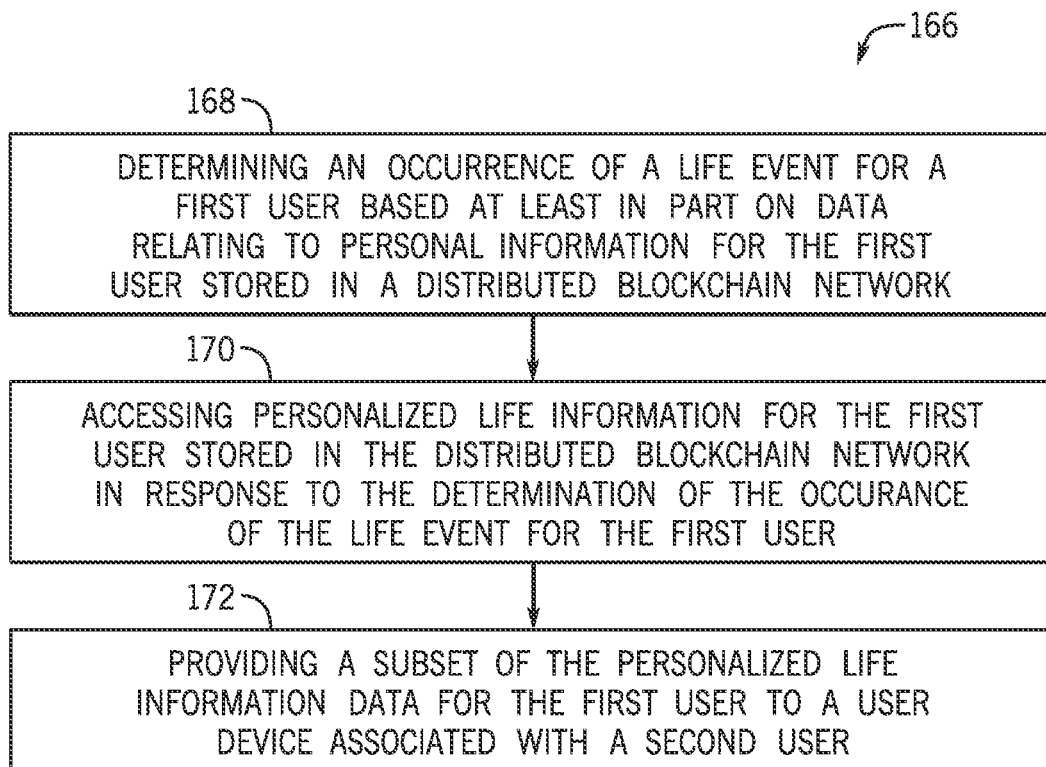 166
168
DETERMINING AN OCCURRENCE OF A LIFE EVENT FOR A
FIRST USER BASED AT LEAST IN PART ON DATA
RELATING TO PERSONAL INFORMATION FOR THE FIRST
USER STORED IN A DISTRIBUTED BLOCKCHAIN NETWORK
170
ACCESSING PERSONALIZED LIFE INFORMATION FOR THE FIRST
USER STORED IN THE DISTRIBUTED BLOCKCHAIN NETWORK
IN RESPONSE TO THE DETERMINATION OF THE OCCURANCE
OF THE LIFE EVENT FOR THE FIRST USER
172
PROVIDING A SUBSET OF THE PERSONALIZED LIFE
INFORMATION DATA FOR THE FIRST USER TO A USER
DEVICE ASSOCIATED WITH A SECOND USER